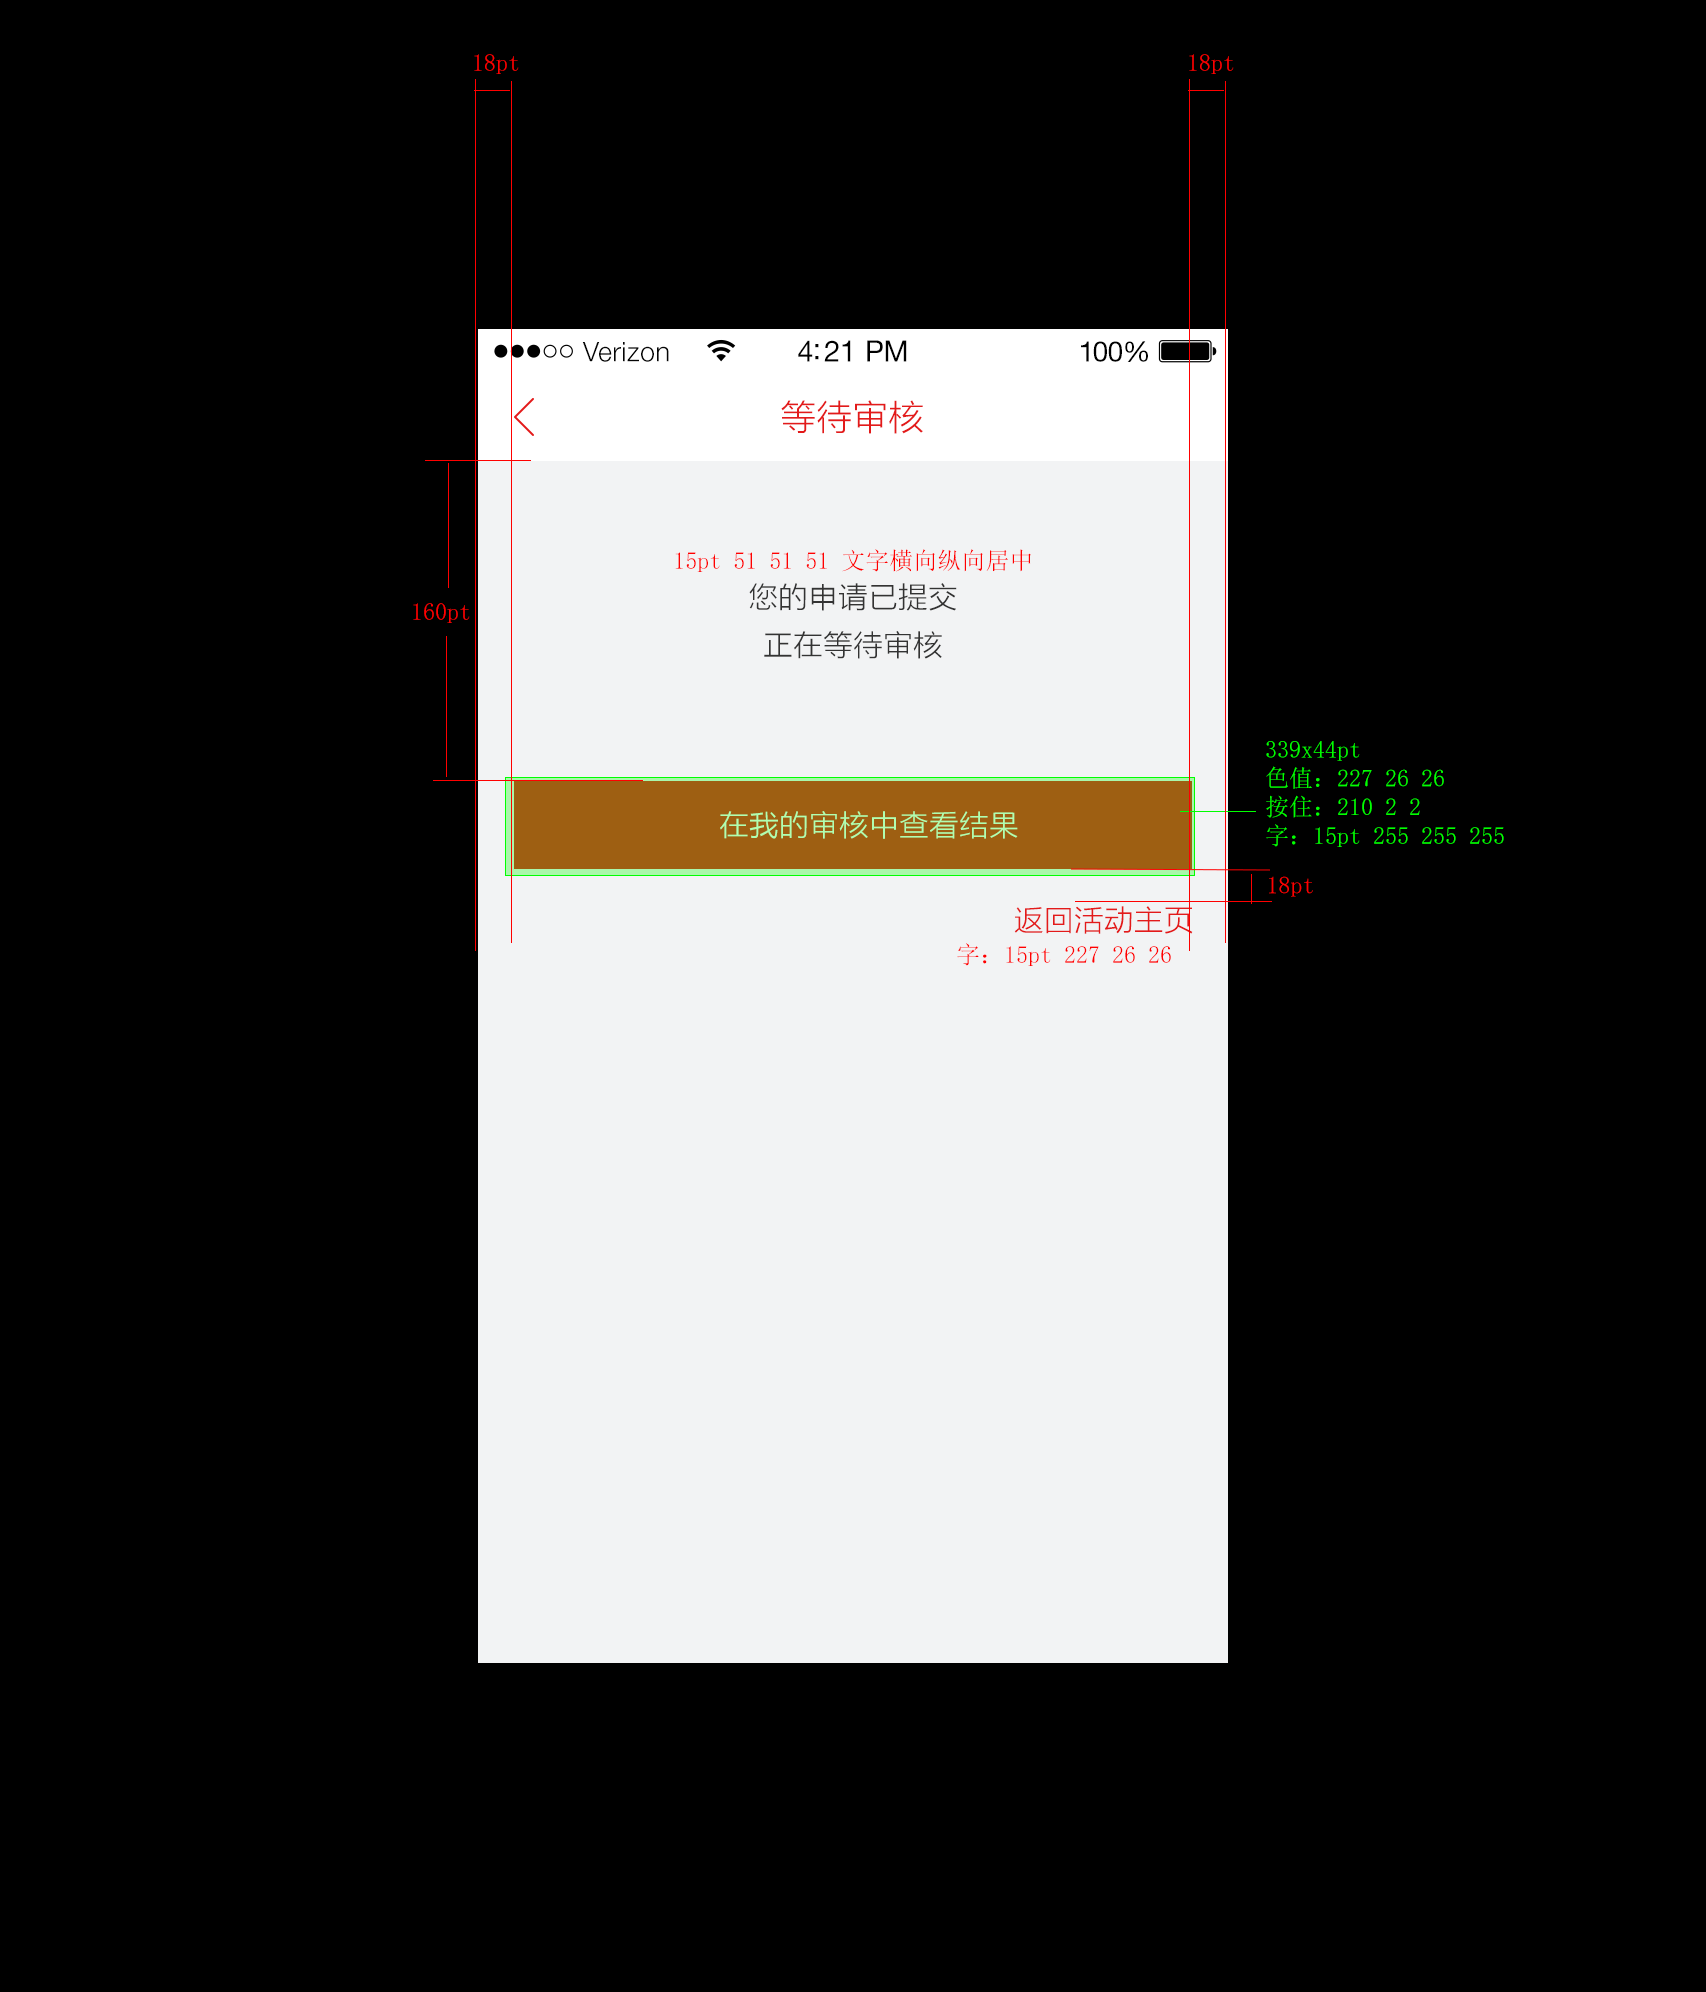 18pt 18pt
Verizon 4:21 PM 100%
等待审核
15pt 51 51 51 文字横向纵向居中
您的申请已提交
160pt
正在等待审核
339x44pt
色值：227 26 26
按住：210 2 2
字：15pt 255 255 255
在我的审核中查看结果
18pt
返回活动主页
字：15pt 227 26 26